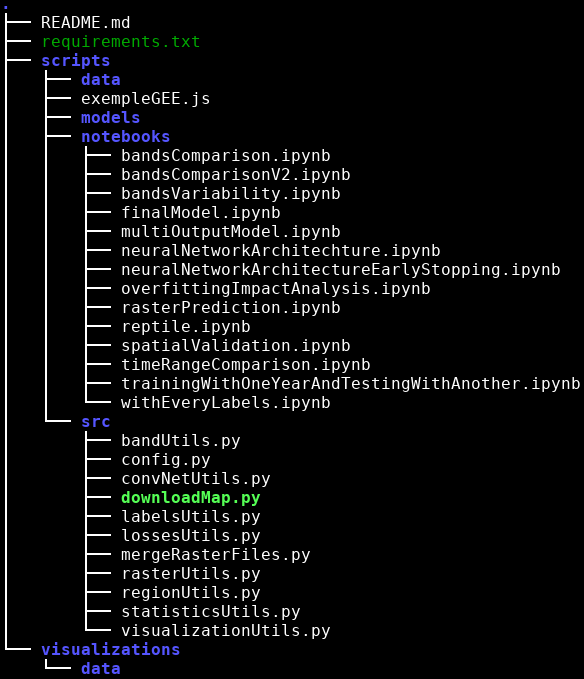 .
├── README.md
├── requirements.txt
├── scripts
│   ├── data
│   ├── exempleGEE.js
│   ├── models
│   ├── notebooks
│   │   ├── bandsComparison.ipynb
│   │   ├── bandsComparisonV2.ipynb
│   │   ├── bandsVariability.ipynb
│   │   ├── finalModel.ipynb
│   │   ├── multiOutputModel.ipynb
│   │   ├── neuralNetworkArchitechture.ipynb
│   │   ├── neuralNetworkArchitectureEarlyStopping.ipynb
│   │   ├── overfittingImpactAnalysis.ipynb
│   │   ├── rasterPrediction.ipynb
│   │   ├── reptile.ipynb
│   │   ├── spatialValidation.ipynb
│   │   ├── timeRangeComparison.ipynb
│   │   ├── trainingWithOneYearAndTestingWithAnother.ipynb
│   │   └── withEveryLabels.ipynb
│   └── src
│       ├── bandUtils.py
│       ├── config.py
│       ├── convNetUtils.py
│       ├── downloadMap.py
│       ├── labelsUtils.py
│       ├── lossesUtils.py
│       ├── mergeRasterFiles.py
│       ├── rasterUtils.py
│       ├── regionUtils.py
│       ├── statisticsUtils.py
│       └── visualizationUtils.py
└── visualizations
    └── data